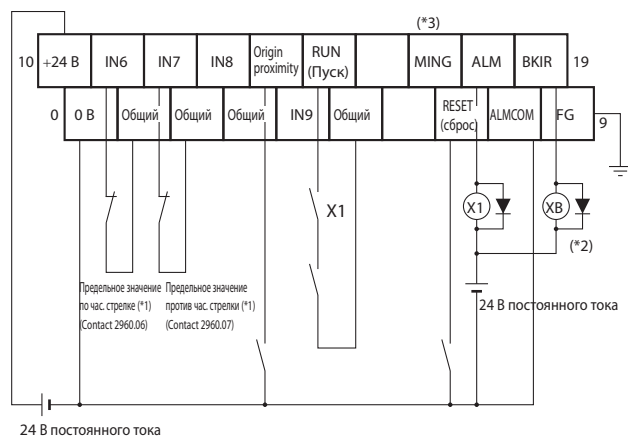 (*3)
10 +24 В IN6 IN7 IN8 Origin proximity RUN (Пуск) MING ALM BKIR 19
0 0 В Общий Общий Общий IN9 Общий RESET (сброс) ALMCOM FG 9
X1
X1
XB
(*2)
Предельное значение
по час. стрелке (*1)
(Contact 2960.06)
Предельное значение
против час. стрелки (*1)
(Contact 2960.07)
24 В постоянного тока
24 В постоянного тока